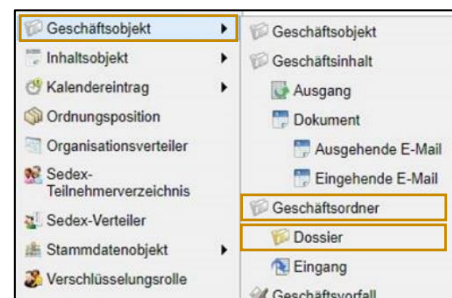 Geschäftsobjekt
Inhaltsobjekt
Kalendereintrag
Ordnungsposition
Organisationsverteiler
Sedex-
Teilnehmerverzeichnis
Sedex-Verteiler
Stammdatenobjekt
Verschlüsselungsrolle
Geschäftsobjekt
Geschäftsinhalt
Ausgang
Dokument
Ausgehende E-Mail
Eingehende E-Mail
Geschäftsordner
Dossier
Eingang
Geschäftsvorfall